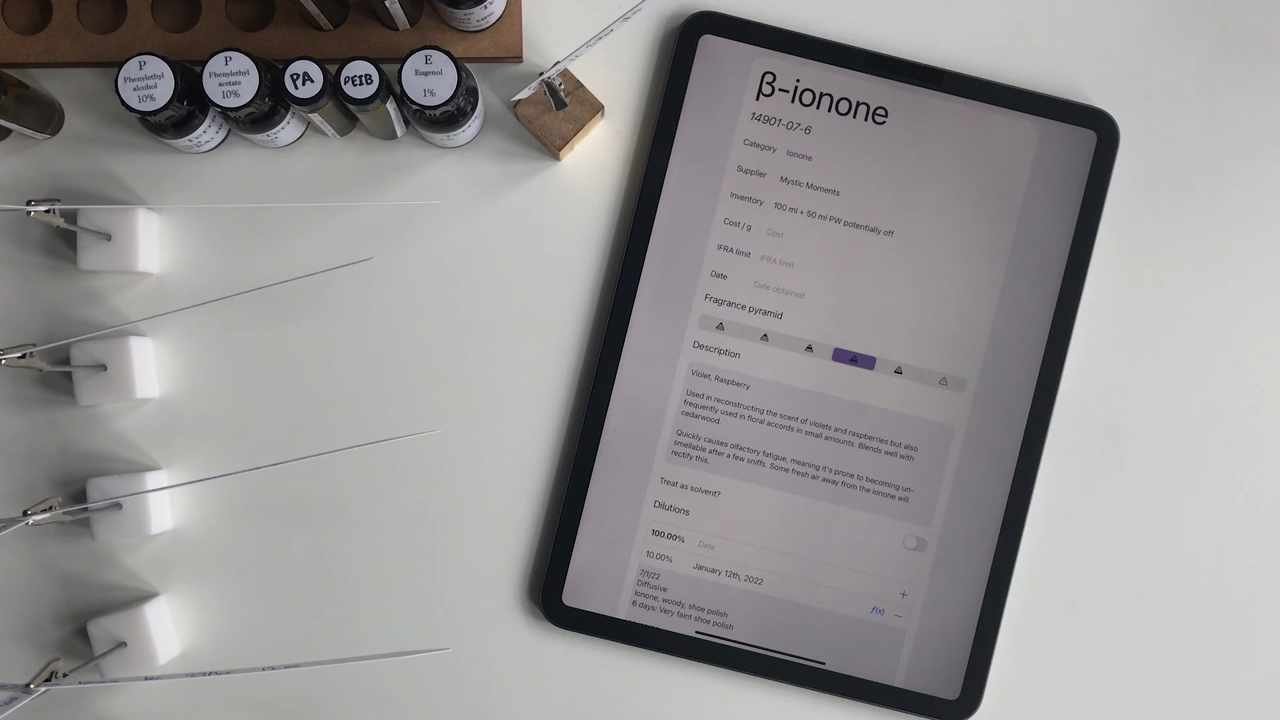 P
Phenylethyl
alcohol
10%
P
Phenylethyl
acetate
10%
PA
PEIB
E
Eugenol
1%
β-ionone
14901-07-6
Category Ionone
Supplier Mystic Moments
Inventory 100 ml + 50 ml PW potentially off
Cost / g Cost
IFRA limit IFRA limit
Date Date obtained
Fragrance pyramid
Description
Violet, Raspberry
Used in reconstructing the scent of violets and raspberries but also
frequently used in floral accords in small amounts. Blends well with
cedarwood.
Quickly causes olfactory fatigue, meaning it's prone to becoming un-
smellable after a few sniffs. Some fresh air away from the ionone will
rectify this.
Treat as solvent?
Dilutions
100.00% Date
10.00% January 12th, 2022
+
f(x) −
7/1/22
Diffusive
Ionone, woody, shoe polish
6 days: Very faint shoe polish